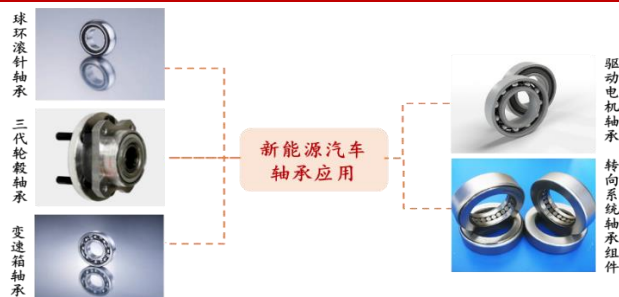 球环滚针轴承
三代轮毂轴承
变速箱轴承
新能源汽车
轴承应用
驱动电机轴承
转向系统轴承组件